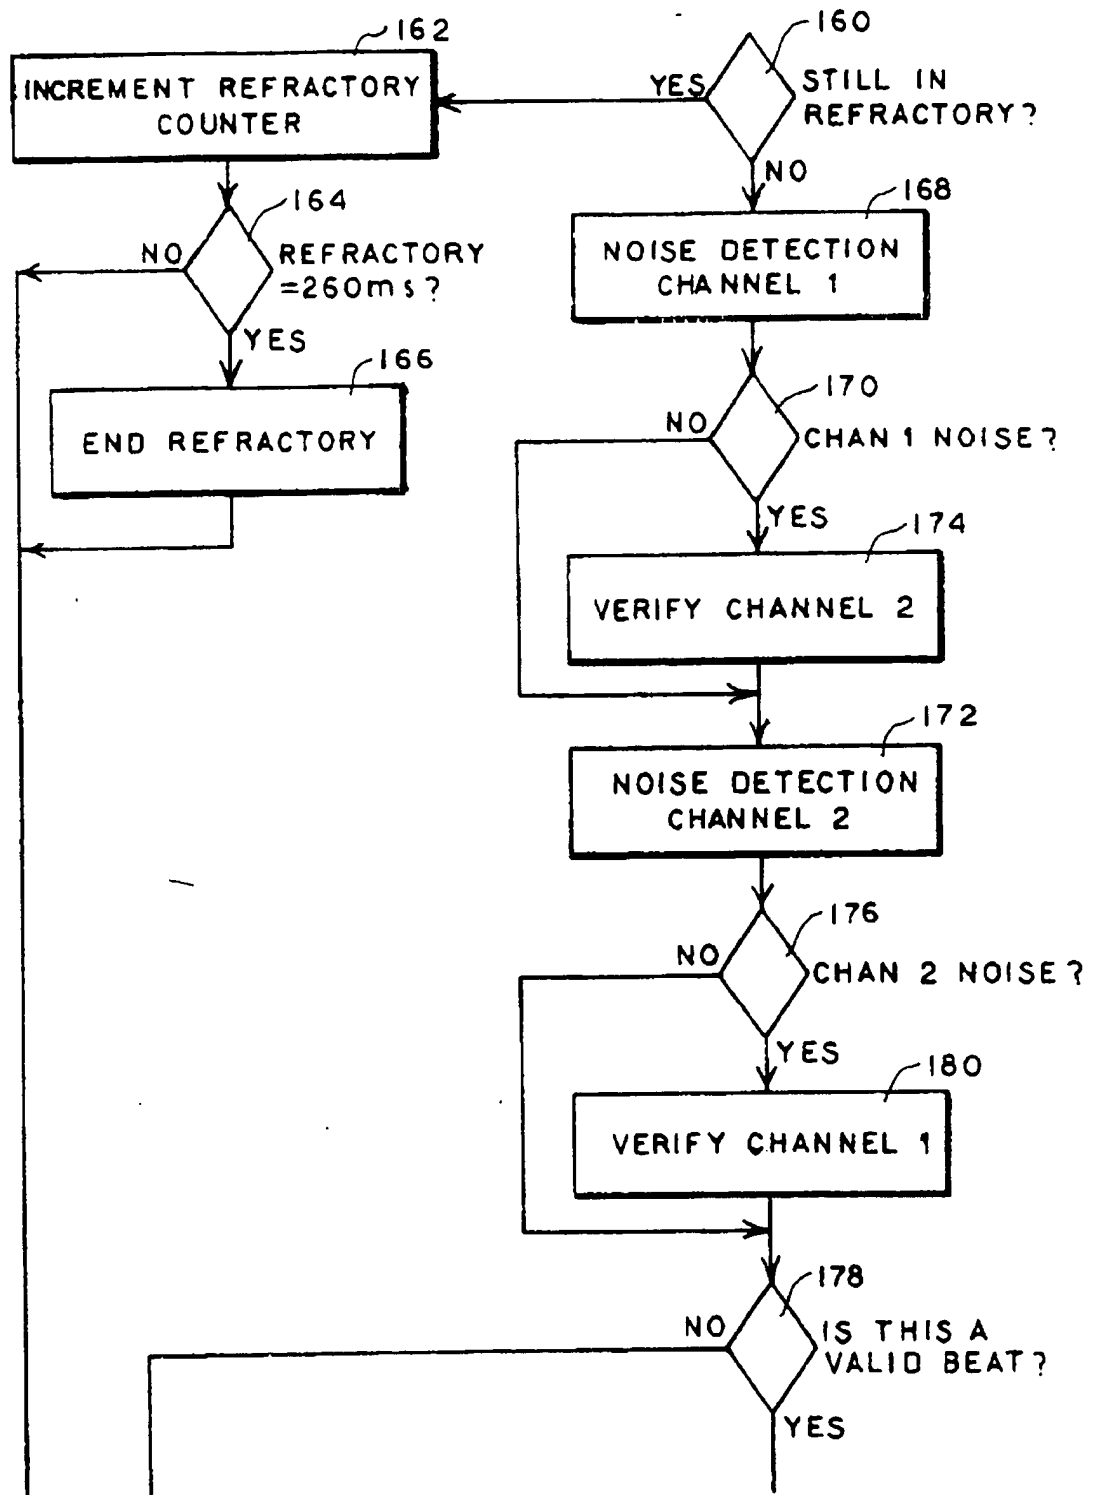 162
INCREMENT REFRACTORY
COUNTER
160
YES
STILL IN
REFRACTORY?
NO
164
NO
REFRACTORY
=260ms?
YES
166
END REFRACTORY
168
NOISE DETECTION
CHANNEL 1
170
NO
CHAN 1 NOISE?
YES
174
VERIFY CHANNEL 2
172
NOISE DETECTION
CHANNEL 2
176
NO
CHAN 2 NOISE?
YES
180
VERIFY CHANNEL 1
178
NO
IS THIS A
VALID BEAT?
YES